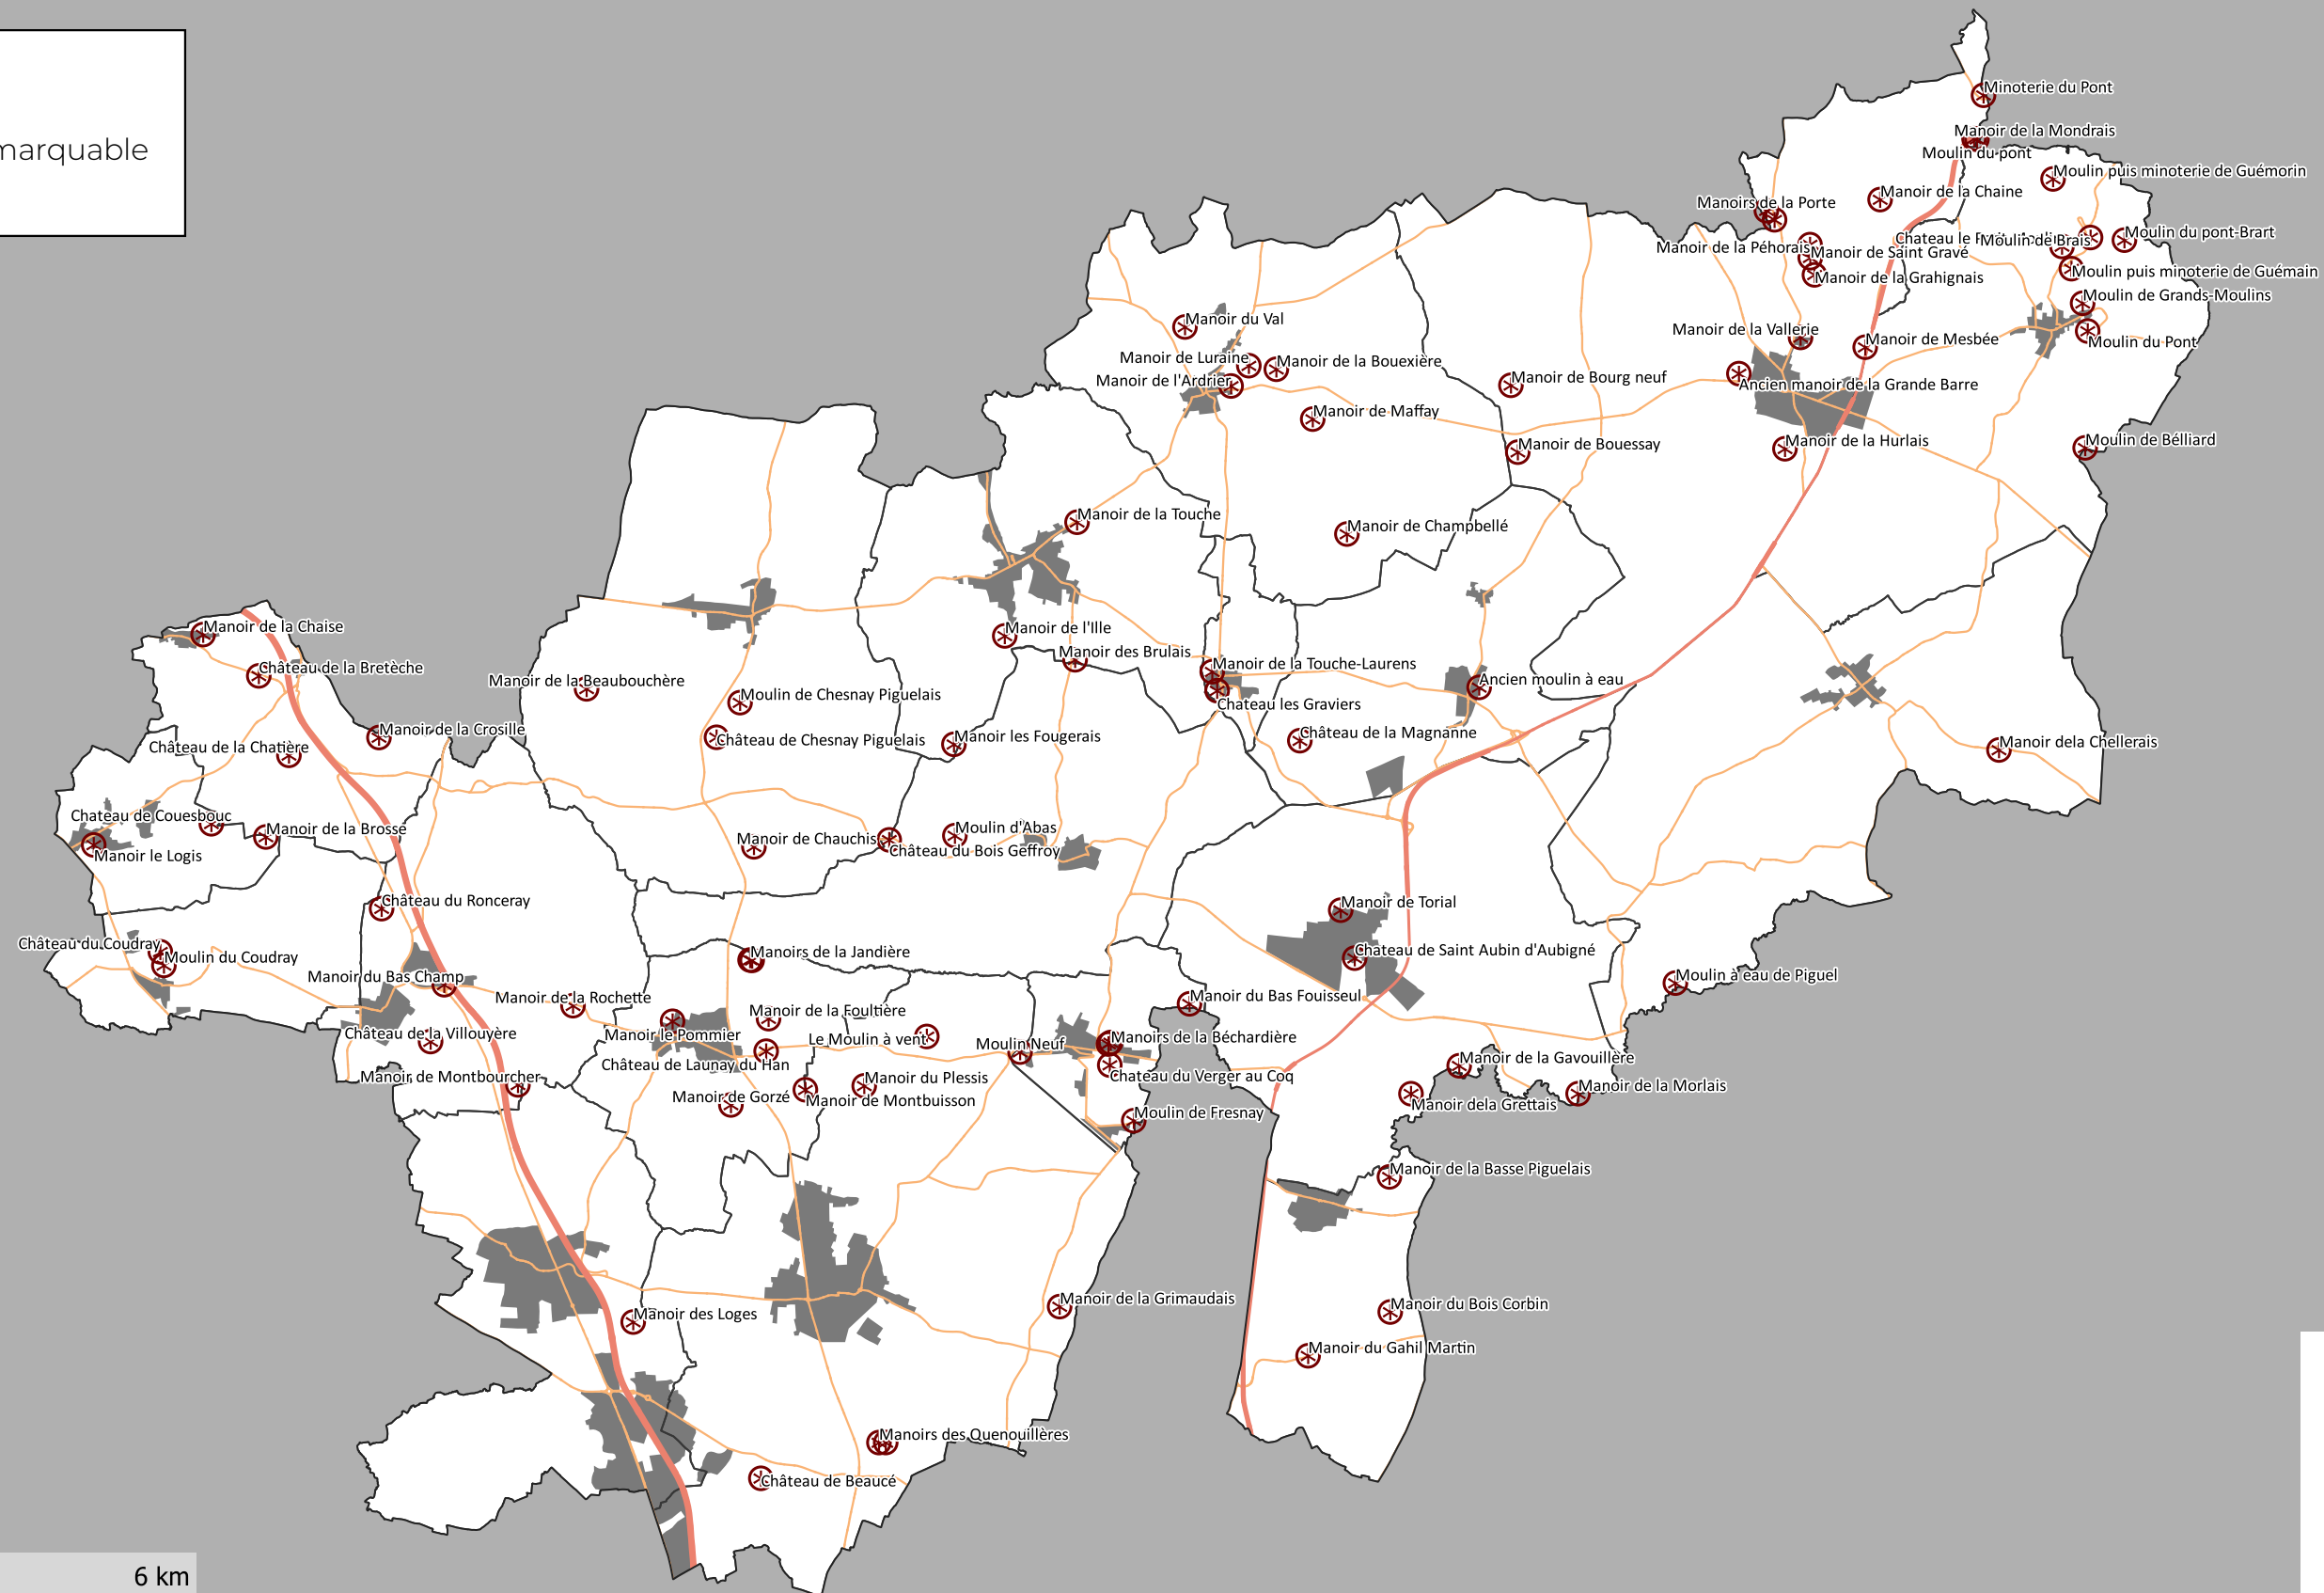 marquable
Minoterie du Pont
Manoir de la Mondrais
Moulin du pont
Moulin puis minoterie de Guémorin
Manoir de la Chaine
Manoirs de la Porte
Moulin du pont-Brart
Manoir de la Péhorais
Chateau le
Moulin de Brais
Manoir de Saint Gravé
Moulin puis minoterie de Guémain
Manoir de la Grahignais
Moulin de Grands-Moulins
Manoir du Val
Manoir de la Vallerie
Manoir de Mesbée
Moulin du Pont
Manoir de Luraine
Manoir de la Bouexière
Manoir de l'Ardrier
Manoir de Bourg neuf
Ancien manoir de la Grande Barre
Manoir de Maffay
Manoir de Bouessay
Manoir de la Hurlais
Moulin de Bélliard
Manoir de la Touche
Manoir de Champbellé
Manoir de la Chaise
Manoir de l'Ille
Manoir des Brulais
Château de la Bretèche
Manoir de la Touche-Laurens
Manoir de la Beaubouchère
Ancien moulin à eau
Moulin de Chesnay Piguelais
Chateau les Graviers
Manoir de la Crosille
Château de la Magnanne
Château de Chesnay Piguelais
Manoir les Fougerais
Manoir dela Chellerais
Château de la Chatière
Chateau de Couesbouc
Manoir de la Brosse
Moulin d'Abas
Manoir de Chauchis
Château du Bois Geffroy
Manoir le Logis
Château du Ronceray
Manoir de Torial
Château du Coudray
Moulin du Coudray
Manoirs de la Jandière
Chateau de Saint Aubin d'Aubigné
Manoir du Bas Champ
Moulin à eau de Piguel
Manoir de la Rochette
Manoir du Bas Fouisseul
Manoir de la Foultière
Château de la Villouyère
Manoir le Pommier
Le Moulin à vent
Moulin Neuf
Manoirs de la Béchardière
Château de Launay du Han
Manoir de la Gavouillère
Manoir de Montbourcher
Manoir du Plessis
Chateau du Verger au Coq
Manoir de la Morlais
Manoir de Gorzé
Manoir de Montbuisson
Manoir dela Grettais
Moulin de Fresnay
Manoir de la Basse Piguelais
Manoir de la Grimaudais
Manoir du Bois Corbin
Manoir des Loges
Manoir du Gahil Martin
Manoirs des Quenouillères
Château de Beaucé
6 km